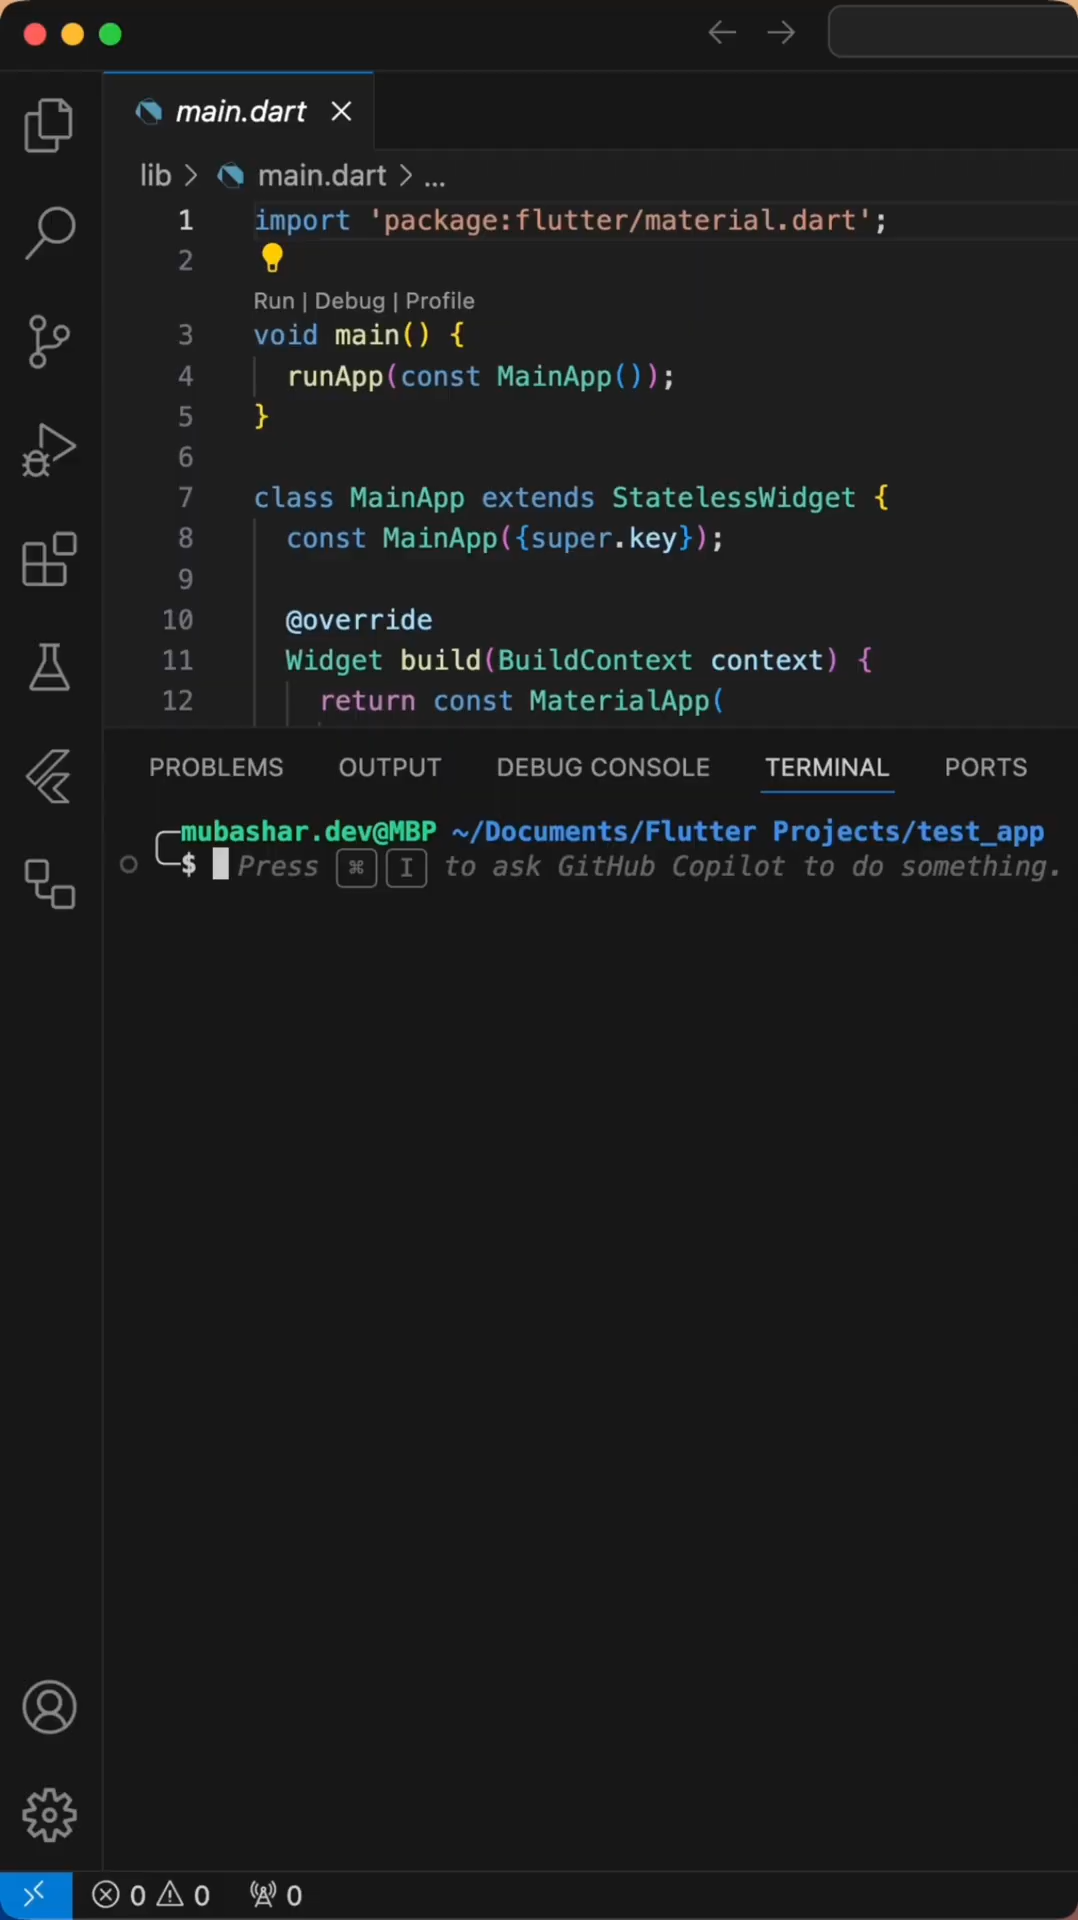 main.dart
lib > main.dart > ...
1 import 'package:flutter/material.dart';
2
Run | Debug | Profile
3 void main() {
4 runApp(const MainApp());
5 }
6
7 class MainApp extends StatelessWidget {
8 const MainApp({super.key});
9
10 @override
11 Widget build(BuildContext context) {
12 return const MaterialApp(
PROBLEMS OUTPUT DEBUG CONSOLE TERMINAL PORTS
mubashar.dev@MBP ~/Documents/Flutter Projects/test_app
$ Press ⌘ I to ask GitHub Copilot to do something.
0 0 0